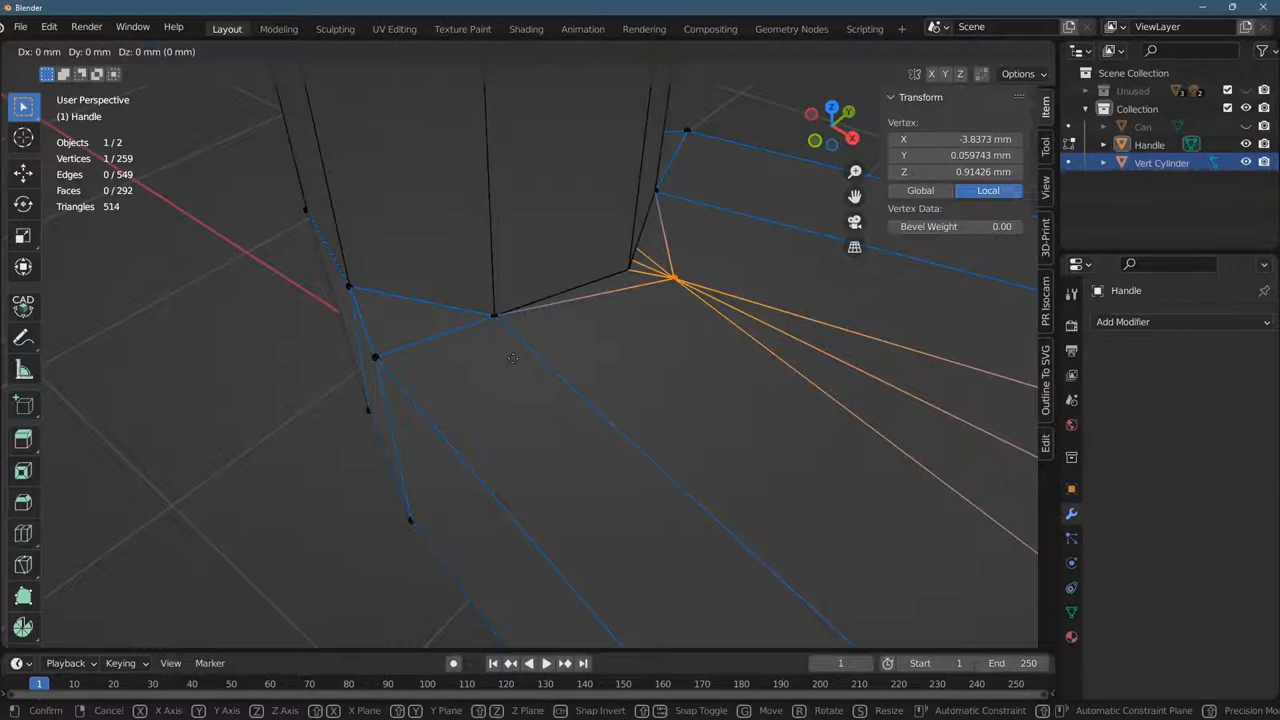 Blender
File Edit Render Window Help Layout Modeling Sculpting UV Editing Texture Paint Shading Animation Rendering Compositing Geometry Nodes Scripting Scene ViewLayer
Dx: 0 mm Dy: 0 mm Dz: 0 mm (0 mm)
X Y Z Options
User Perspective
(1) Handle
Objects 1 / 2
Vertices 1 / 259
Edges 0 / 549
Faces 0 / 292
Triangles 514
Z Y X
CAD
Transform
Vertex:
X -3.8373 mm
Y 0.059743 mm
Z 0.91426 mm
Global Local
Vertex Data:
Bevel Weight 0.00
Item
Tool
View
3D-Print
PR Isocam
Outline To SVG
Edit
Scene Collection
Unused 3 2
Collection
Can
Handle
Vert Cylinder
Handle
Add Modifier
Playback Keying View Marker 1 Start 1 End 250
1 10 20 30 40 50 60 70 80 90 100 110 120 130 140 150 160 170 180 190 200 210 220 230 240 250
Confirm Cancel X X Axis Y Y Axis Z Z Axis X X Plane Y Y Plane Z Z Plane Snap Invert Snap Toggle G Move R Rotate S Resize Automatic Constraint Automatic Constraint Precision Mo